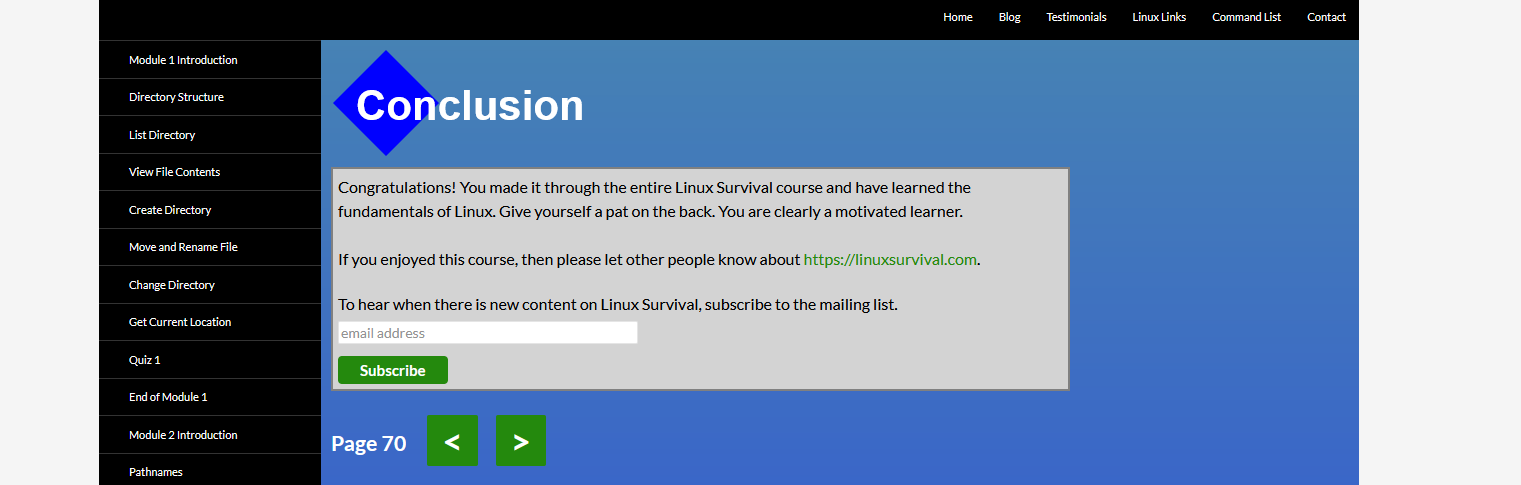 Home
Blog
Testimonials
Linux Links
Command List
Contact
Module 1 Introduction
Directory Structure
List Directory
View File Contents
Create Directory
Move and Rename File
Change Directory
Get Current Location
Quiz 1
End of Module 1
Module 2 Introduction
Pathnames
Conclusion
Congratulations! You made it through the entire Linux Survival course and have learned the
fundamentals of Linux. Give yourself a pat on the back. You are clearly a motivated learner.
If you enjoyed this course, then please let other people know about https://linuxsurvival.com.
To hear when there is new content on Linux Survival, subscribe to the mailing list.
email address
Subscribe
Page 70
<
>